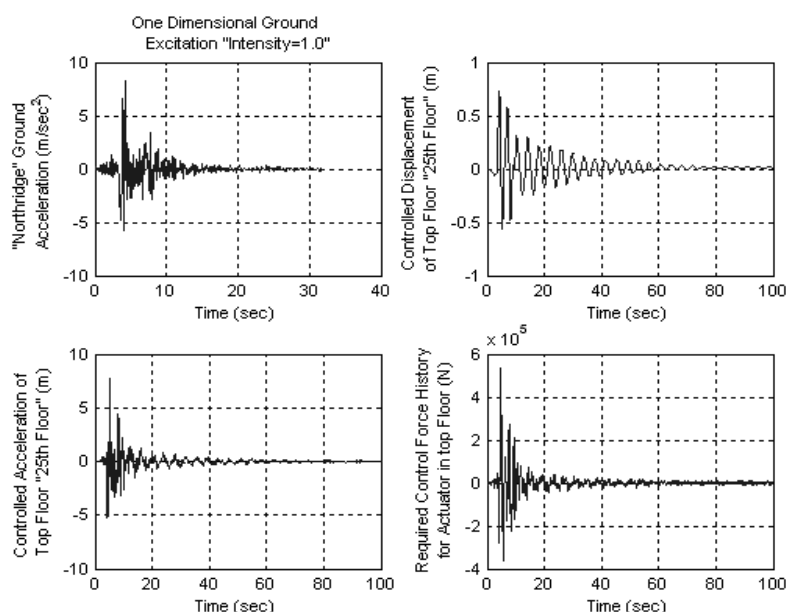 One Dimensional Ground
Excitation "Intensity=1.0"
"Northridge" Ground
Acceleration (m/sec²)
10
5
0
-5
-10
0 10 20 30 40
Time (sec)
Controlled Displacement
of Top Floor "25th Floor" (m)
1
0.5
0
-0.5
-1
0 20 40 60 80 100
Time (sec)
Controlled Acceleration of
Top Floor "25th Floor" (m)
10
5
0
-5
-10
0 20 40 60 80 100
Time (sec)
Required Control Force History
for Actuator in top Floor (N)
× 10⁵
6
4
2
0
-2
-4
0 20 40 60 80 100
Time (sec)